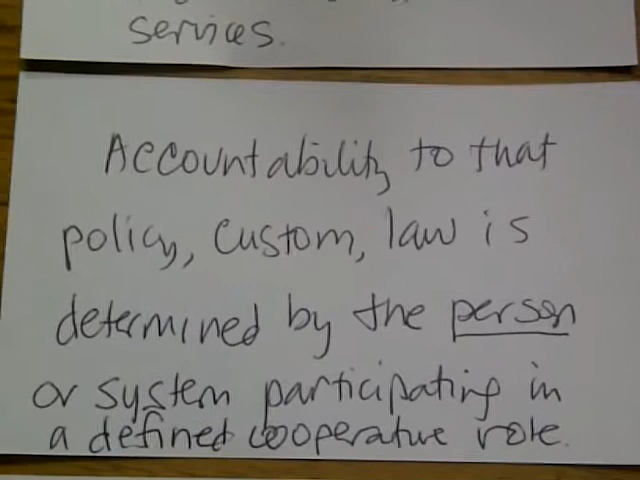 services.
Accountability to that
policy, custom, law is
determined by the person
or system participating in
a defined cooperative role.